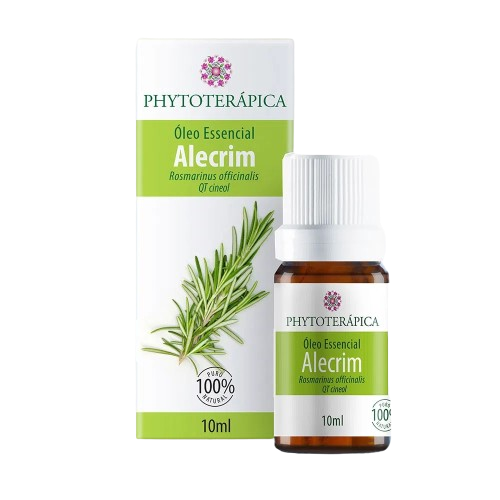 PHYTOTERÁPICA
Óleo Essencial
Alecrim
Rosmarinus officinalis
QT cineol
PURO
100%
NATURAL
10ml
PHYTOTERÁPICA
Óleo Essencial
Alecrim
Rosmarinus officinalis
QT cineol
100%
10ml